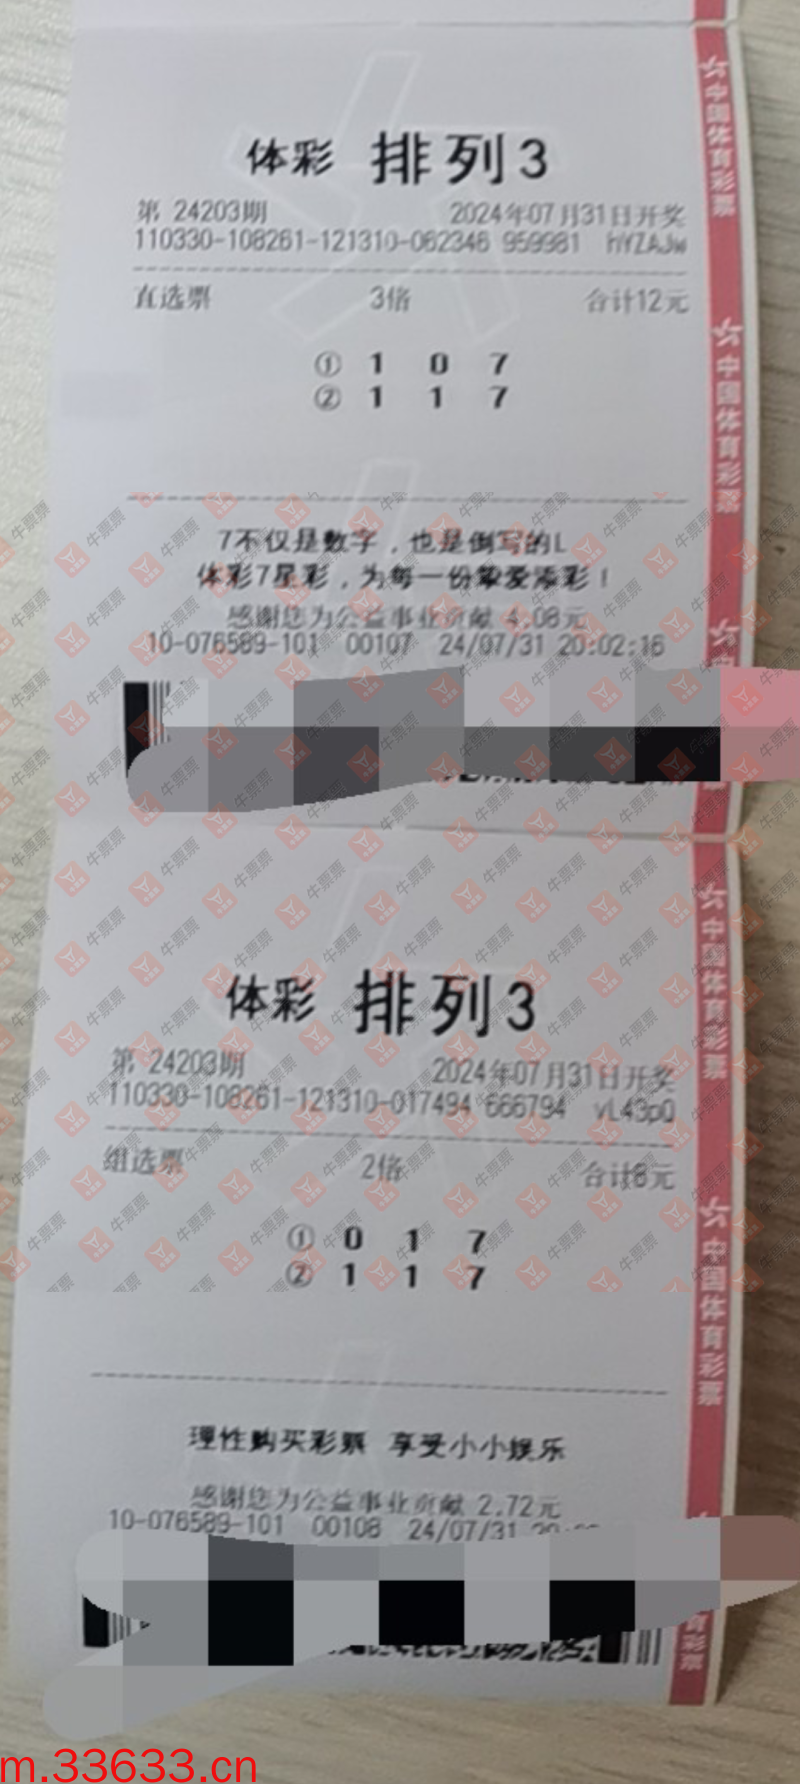 体彩 排列3
第 24203期 2024年07月31日开奖
110330-108261-121310-062346 959981 hYZAJw
直选票 3倍 合计12元
① 1 0 7
② 1 1 7
7不仅是数字，也是倒写的L
体彩7星彩，为每一份挚爱添彩！
感谢您为公益事业贡献 4.08元
10-076589-101 00107 24/07/31 20:02:16
体彩 排列3
第 24203期 2024年07月31日开奖
110330-108261-121310-017494 666794 vL43pQ
组选票 2倍 合计8元
① 0 1 7
② 1 1 7
理性购买彩票 享受小小娱乐
感谢您为公益事业贡献 2.72元
10-076589-101 00108 24/07/31
中国体育彩票
中国体育彩票
中国体育彩票
中国体育彩票
牛票票
m.33633.cn